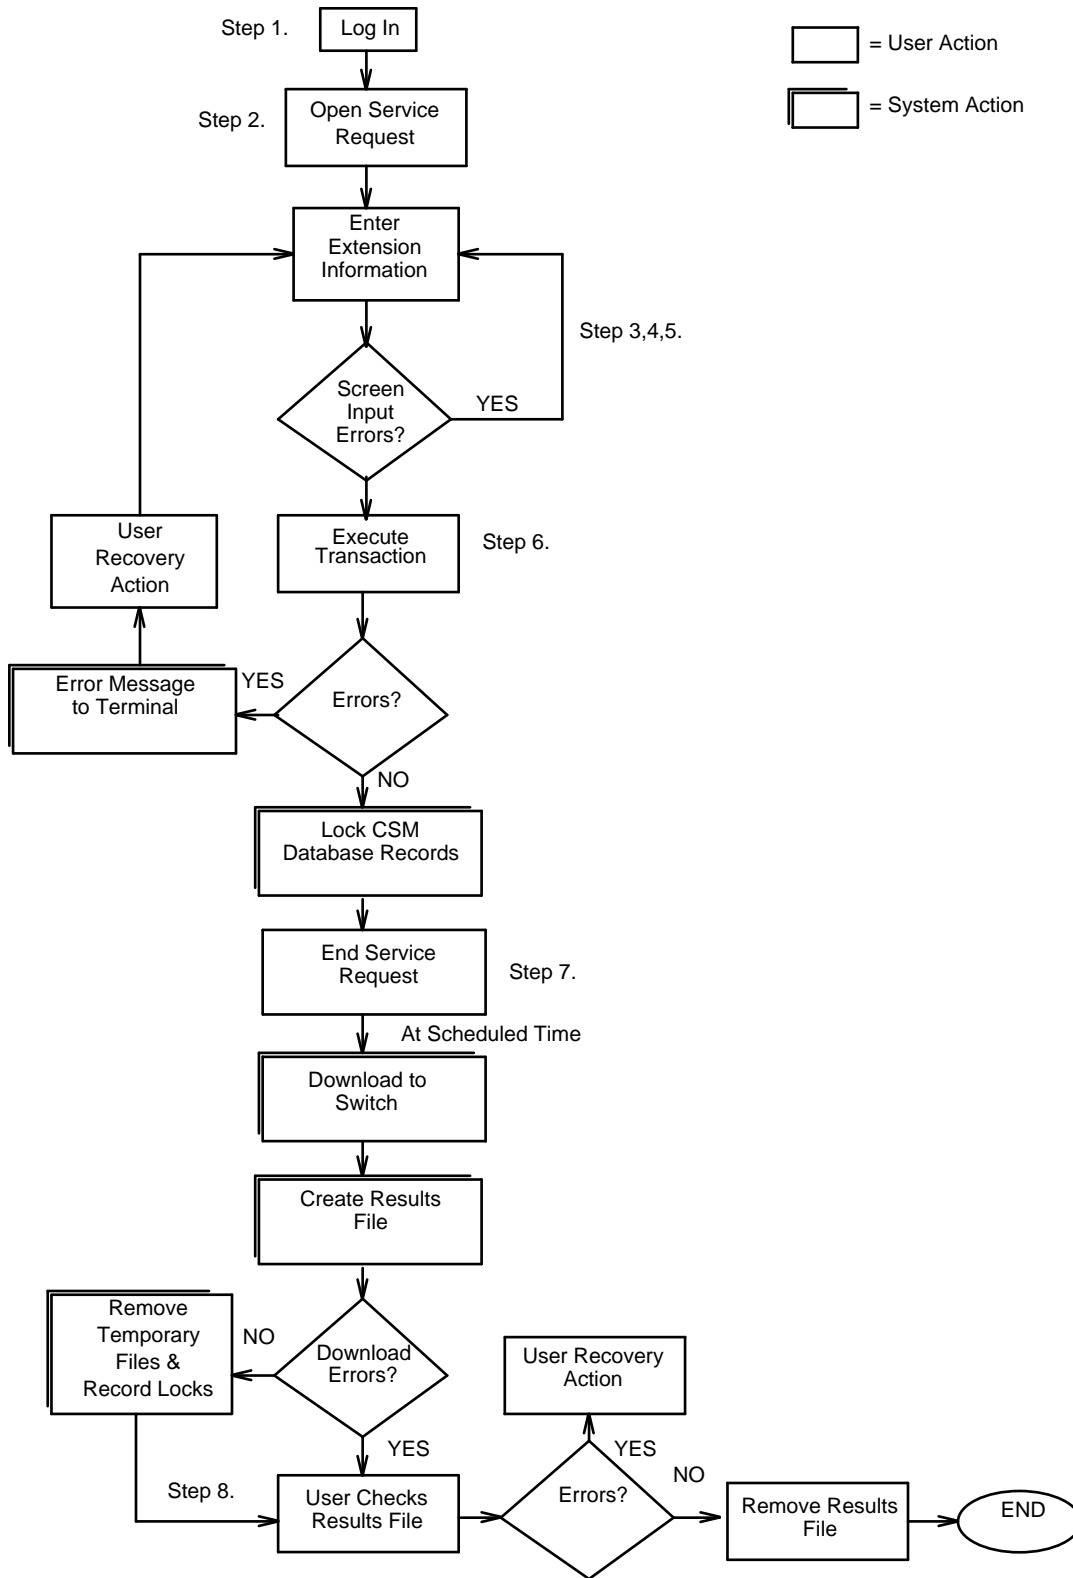 Step 1.
Log In
= User Action
Step 2.
Open Service
Request
= System Action
Enter
Extension
Information
Step 3,4,5.
Screen
Input
Errors?
YES
User
Recovery
Action
Execute
Transaction
Step 6.
Error Message
to Terminal
YES
Errors?
NO
Lock CSM
Database Records
End Service
Request
Step 7.
At Scheduled Time
Download to
Switch
Create Results
File
Remove
Temporary
Files &
Record Locks
NO
Download
Errors?
User Recovery
Action
YES
YES
Step 8.
User Checks
Results File
Errors?
NO
Remove Results
File
END